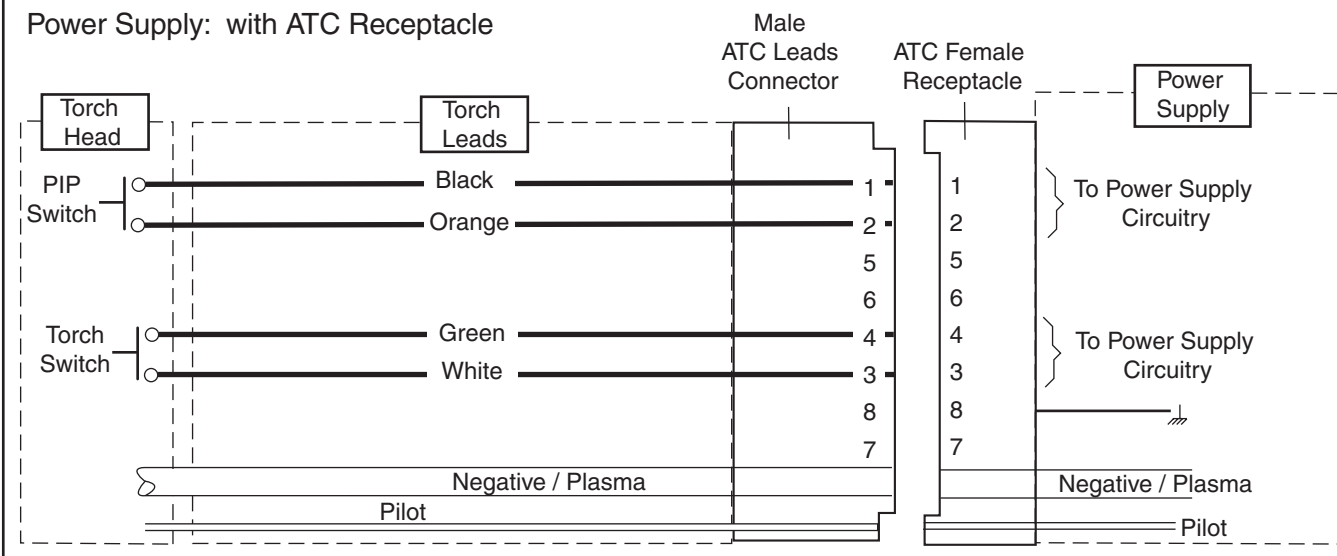 Power Supply: with ATC Receptacle
Male
ATC Leads
Connector
ATC Female
Receptacle
Power
Supply
Torch
Head
Torch
Leads
PIP
Switch
Black
1
1
To Power Supply
Circuitry
Orange
2
2
5
5
6
6
Torch
Switch
Green
4
4
To Power Supply
Circuitry
White
3
3
8
8
7
7
Negative / Plasma
Negative / Plasma
Pilot
Pilot